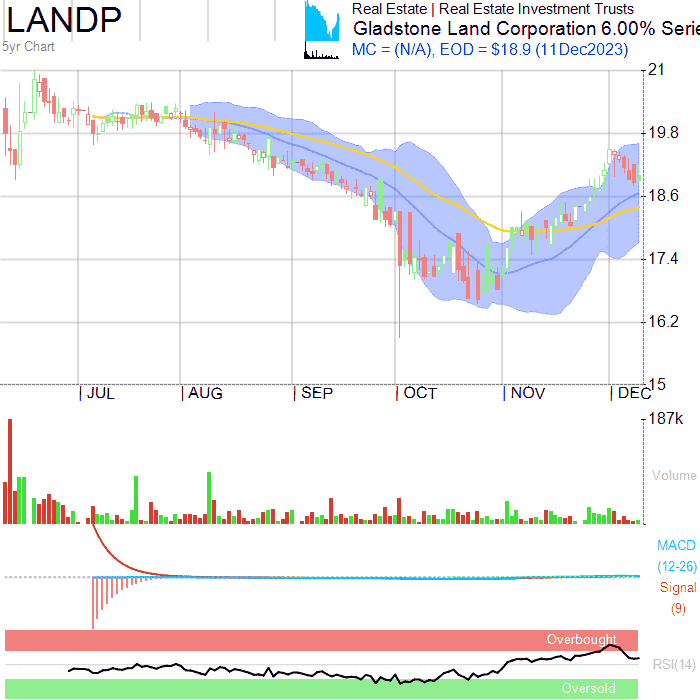 LANDP
5yr Chart
Real Estate | Real Estate Investment Trusts
Gladstone Land Corporation 6.00% Serie
MC = (N/A), EOD = $18.9 (11Dec2023)
21
19.8
18.6
17.4
16.2
15
JUL AUG SEP OCT NOV DEC
187k
Volume
MACD
(12-26)
Signal
(9)
Overbought
RSI(14)
Oversold